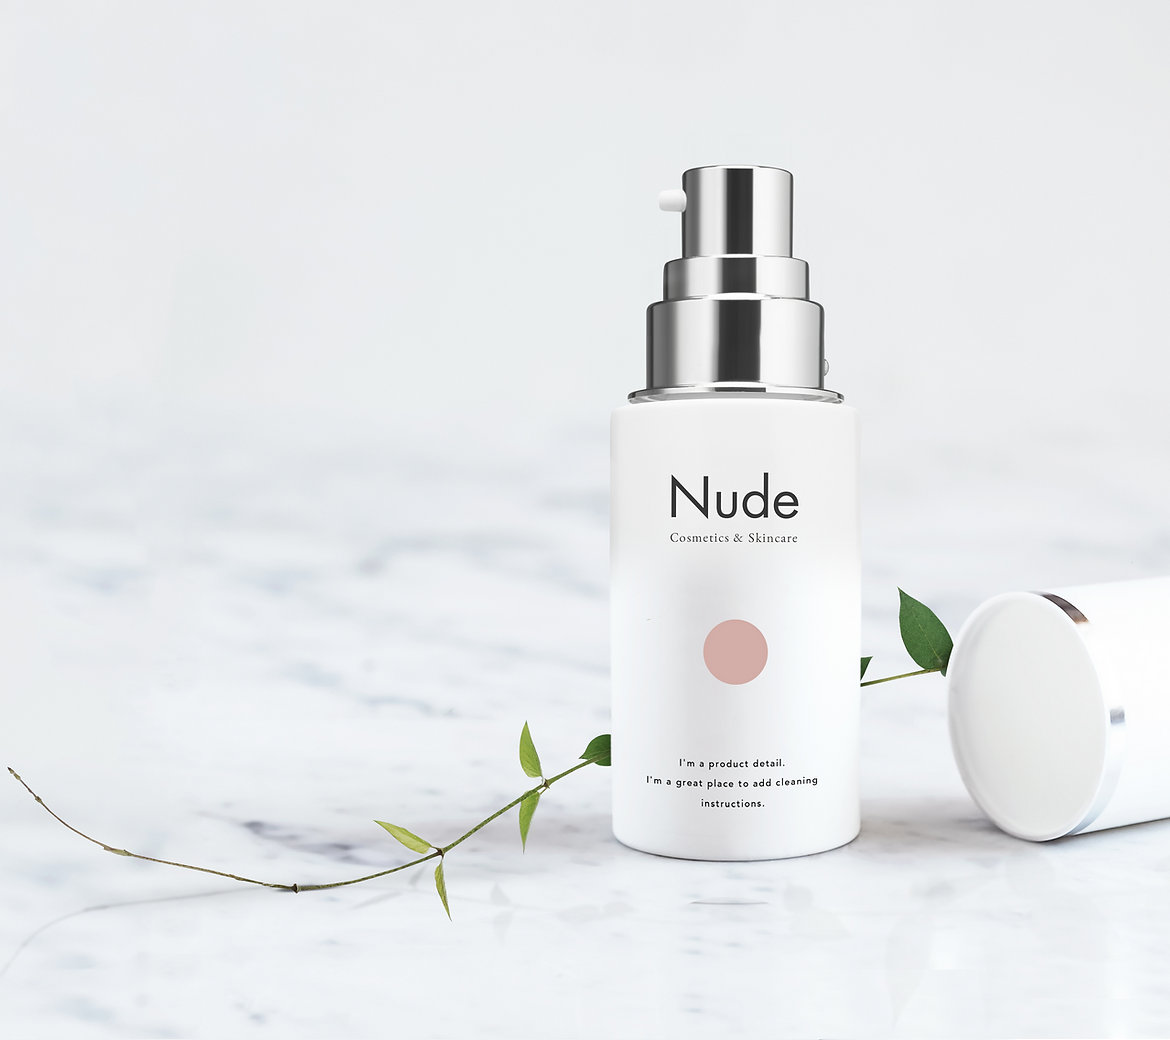 Nude
Cosmetics & Skincare
I'm a product detail.
I'm a great place to add cleaning
instructions.